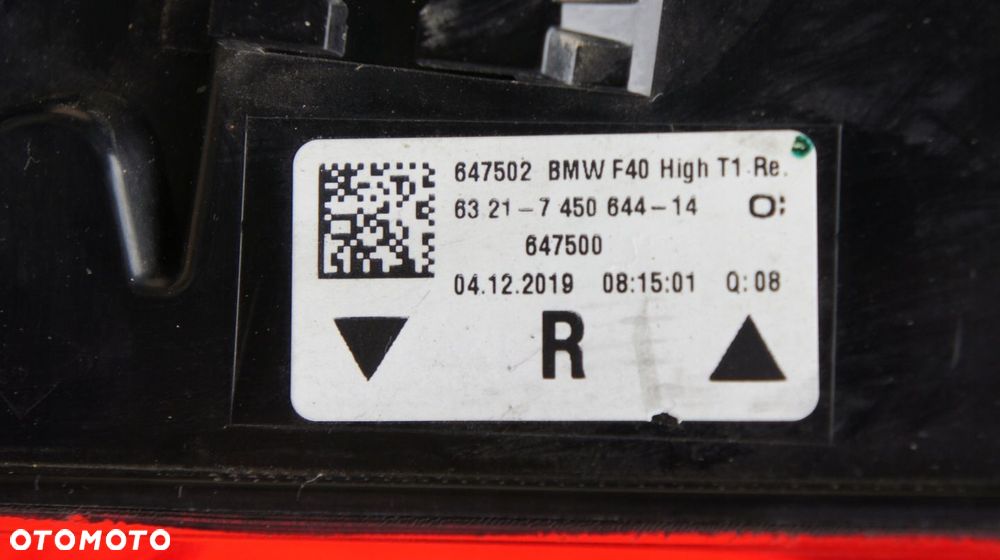 647502 BMW F40 High T1 Re.
63 21-7 450 644-14 O:
647500
04.12.2019 08:15:01 Q:08
R
OTOMOTO